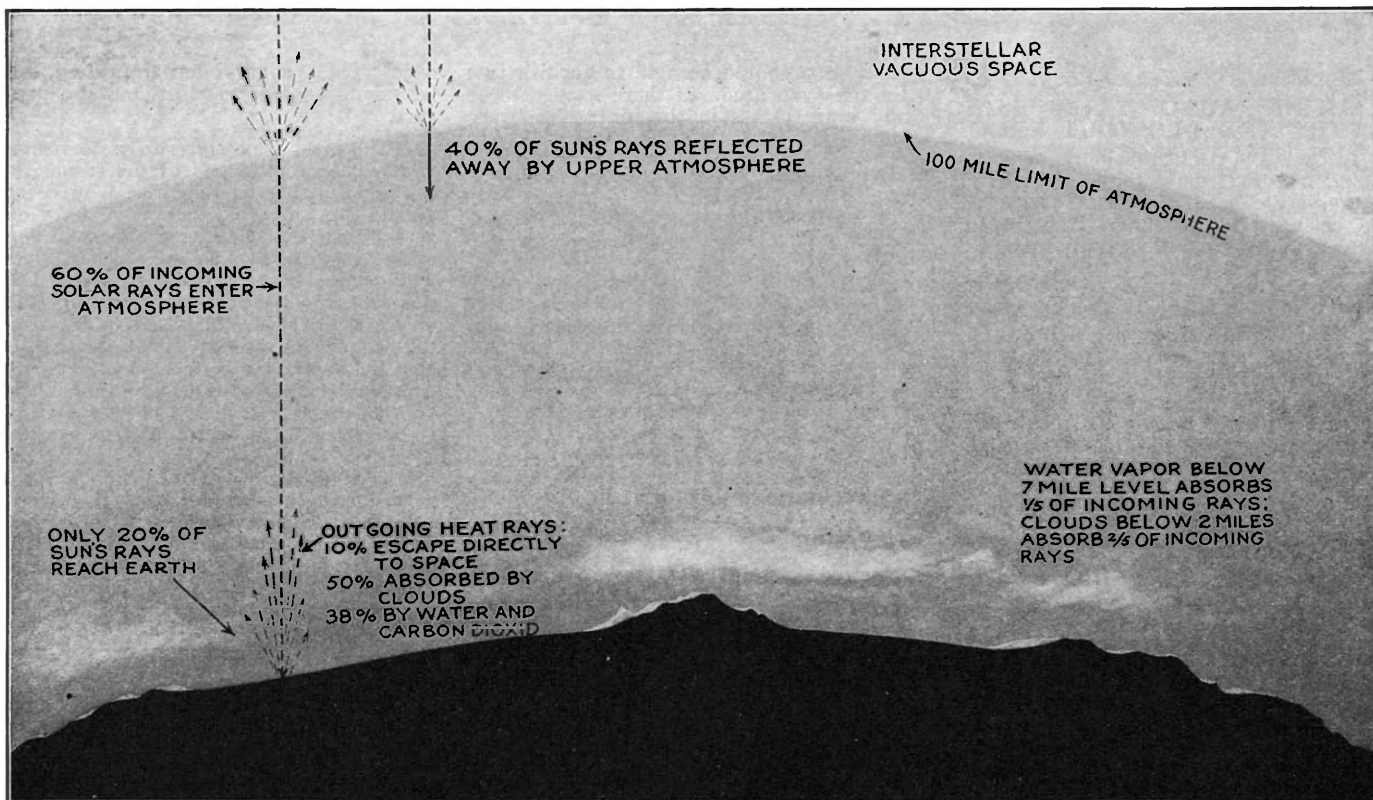 INTERSTELLAR
VACUOUS SPACE
40% OF SUN'S RAYS REFLECTED
AWAY BY UPPER ATMOSPHERE
100 MILE LIMIT OF ATMOSPHERE
60% OF INCOMING
SOLAR RAYS ENTER
ATMOSPHERE
WATER VAPOR BELOW
7 MILE LEVEL ABSORBS
1/5 OF INCOMING RAYS;
CLOUDS BELOW 2 MILES
ABSORB 2/5 OF INCOMING
RAYS
ONLY 20% OF
SUN'S RAYS
REACH EARTH
OUTGOING HEAT RAYS:
10% ESCAPE DIRECTLY
TO SPACE
50% ABSORBED BY
CLOUDS
38% BY WATER AND
CARBON DIOXID